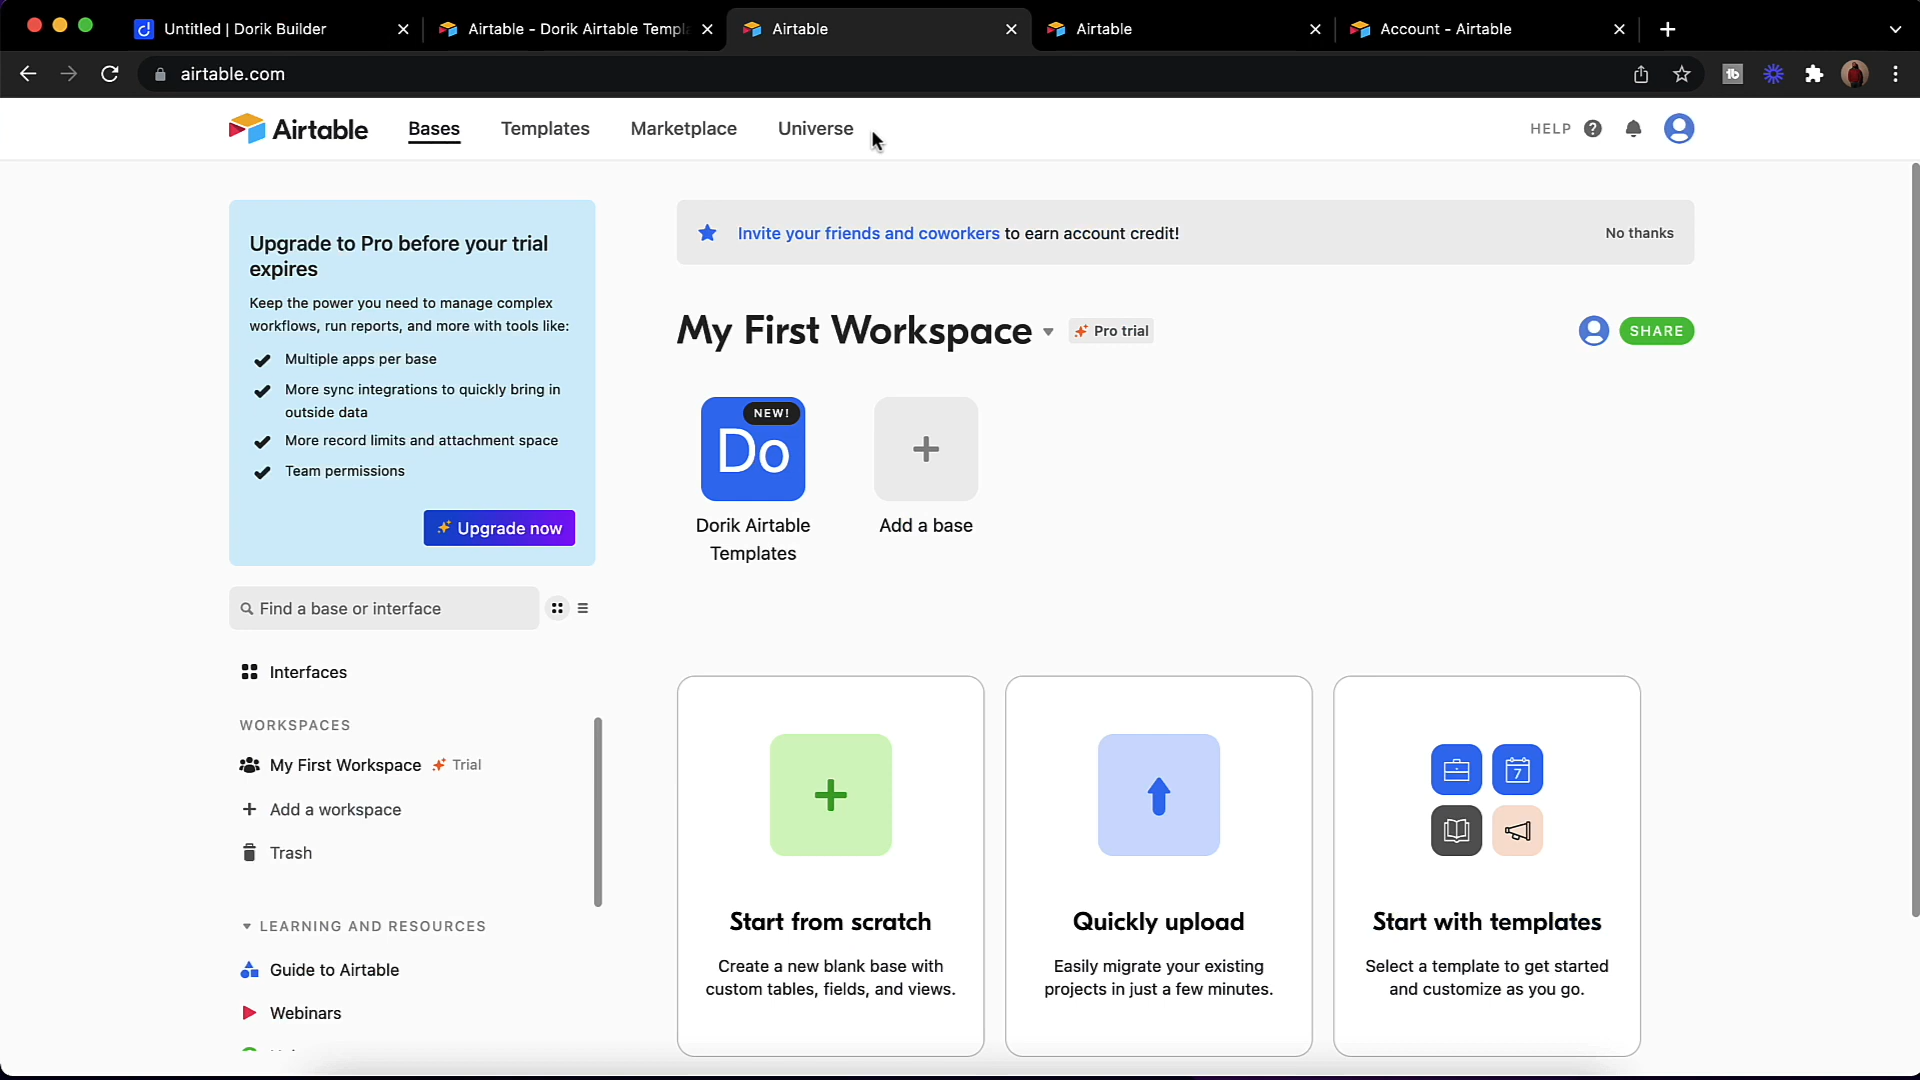 Untitled | Dorik Builder
Airtable - Dorik Airtable Templ
Airtable
Airtable
Account - Airtable
airtable.com
Airtable
Bases
Templates
Marketplace
Universe
HELP
Upgrade to Pro before your trial
expires
Keep the power you need to manage complex
workflows, run reports, and more with tools like:
Multiple apps per base
More sync integrations to quickly bring in
outside data
More record limits and attachment space
Team permissions
Upgrade now
Find a base or interface
Interfaces
WORKSPACES
My First Workspace
Trial
Add a workspace
Trash
LEARNING AND RESOURCES
Guide to Airtable
Webinars
Invite your friends and coworkers to earn account credit!
No thanks
My First Workspace
Pro trial
SHARE
NEW!
Do
Dorik Airtable
Templates
Add a base
Start from scratch
Create a new blank base with
custom tables, fields, and views.
Quickly upload
Easily migrate your existing
projects in just a few minutes.
7
Start with templates
Select a template to get started
and customize as you go.